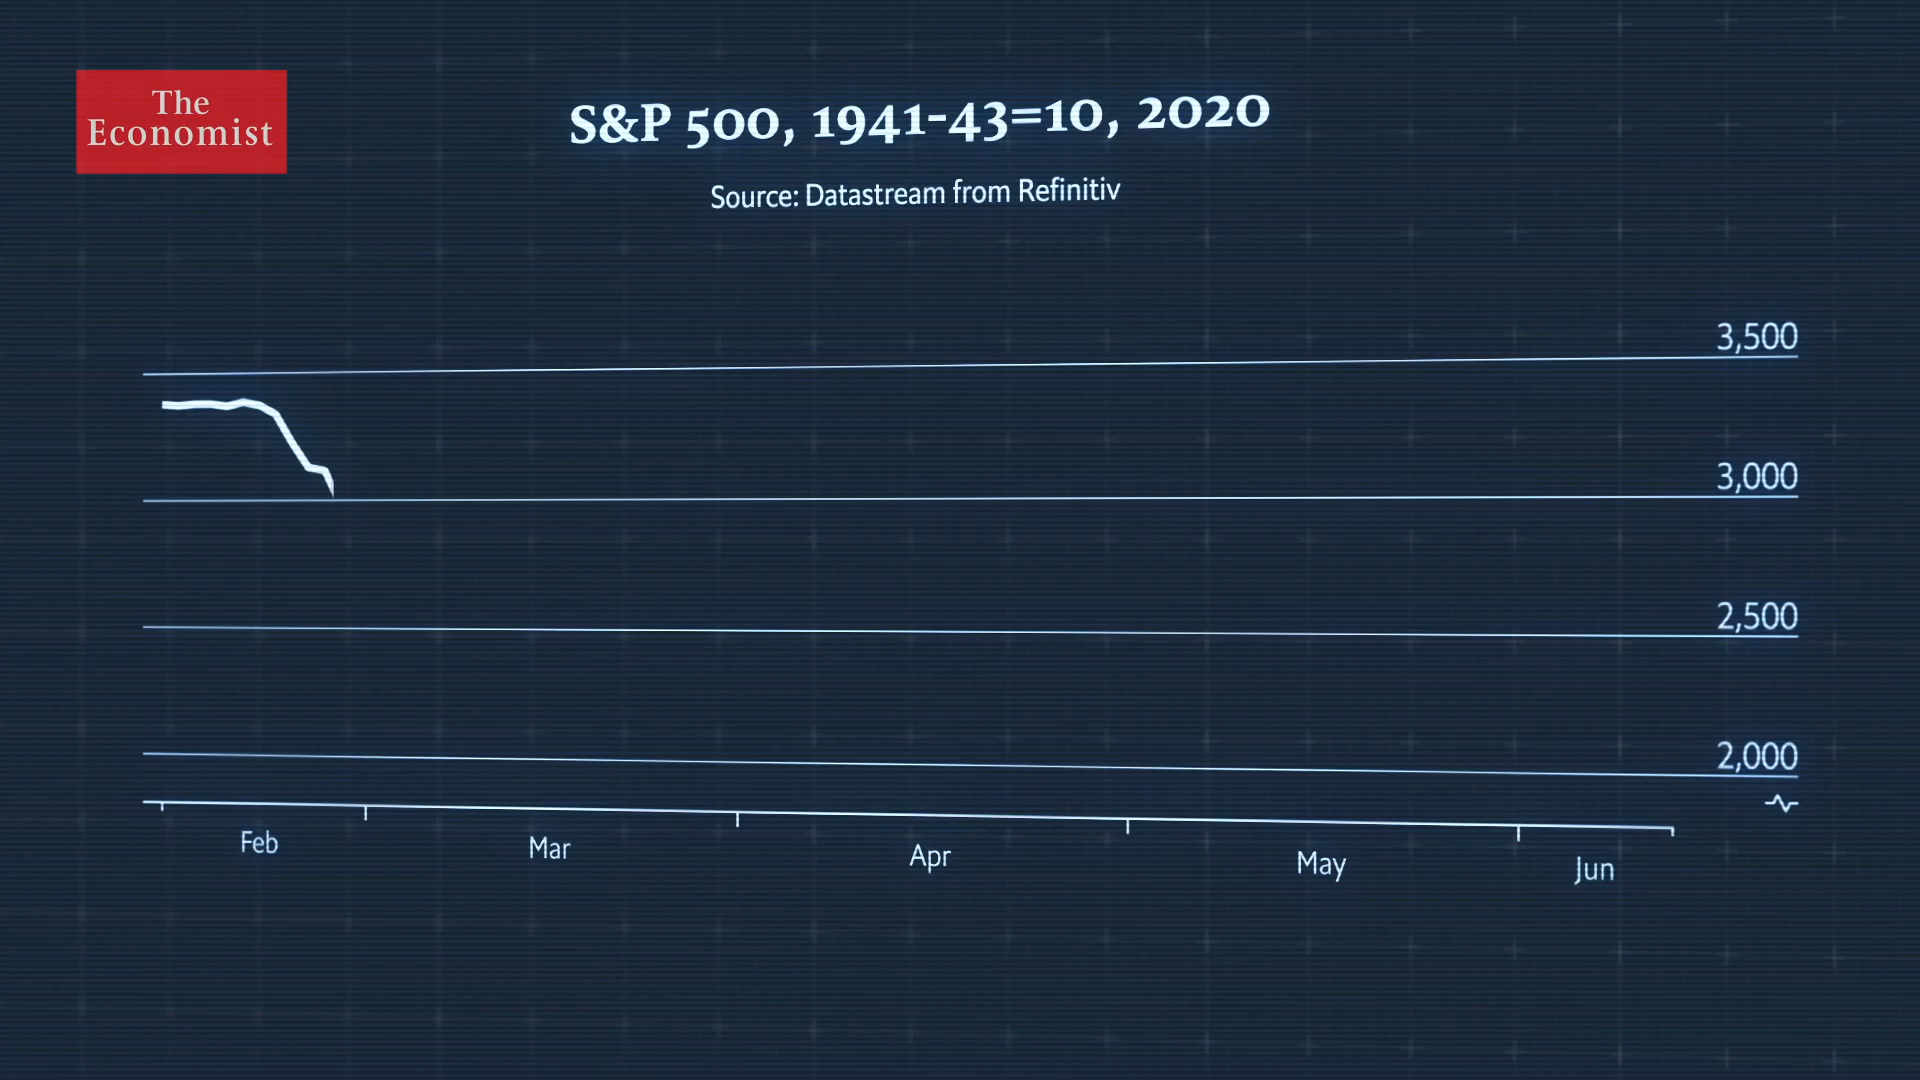 The
Economist
S&P 500, 1941-43=10, 2020
Source: Datastream from Refinitiv
3,500
3,000
2,500
2,000
Feb
Mar
Apr
May
Jun